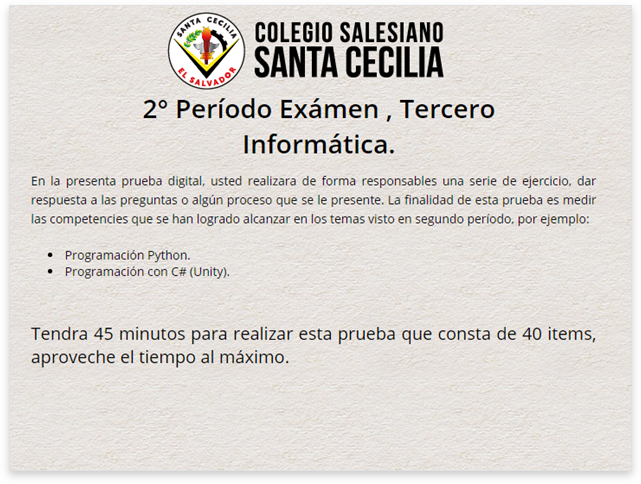 SANTA CECILIA
EL SALVADOR
COLEGIO SALESIANO
SANTA CECILIA
2° Período Exámen , Tercero
Informática.
En la presente prueba digital, usted realizara de forma responsables una serie de ejercicio, dar
respuesta a las preguntas o algún proceso que se le presente. La finalidad de esta prueba es medir
las competencies que se han logrado alcanzar en los temas visto en segundo período, por ejemplo:
• Programación Python.
• Programación con C# (Unity).
Tendra 45 minutos para realizar esta prueba que consta de 40 items,
aproveche el tiempo al máximo.